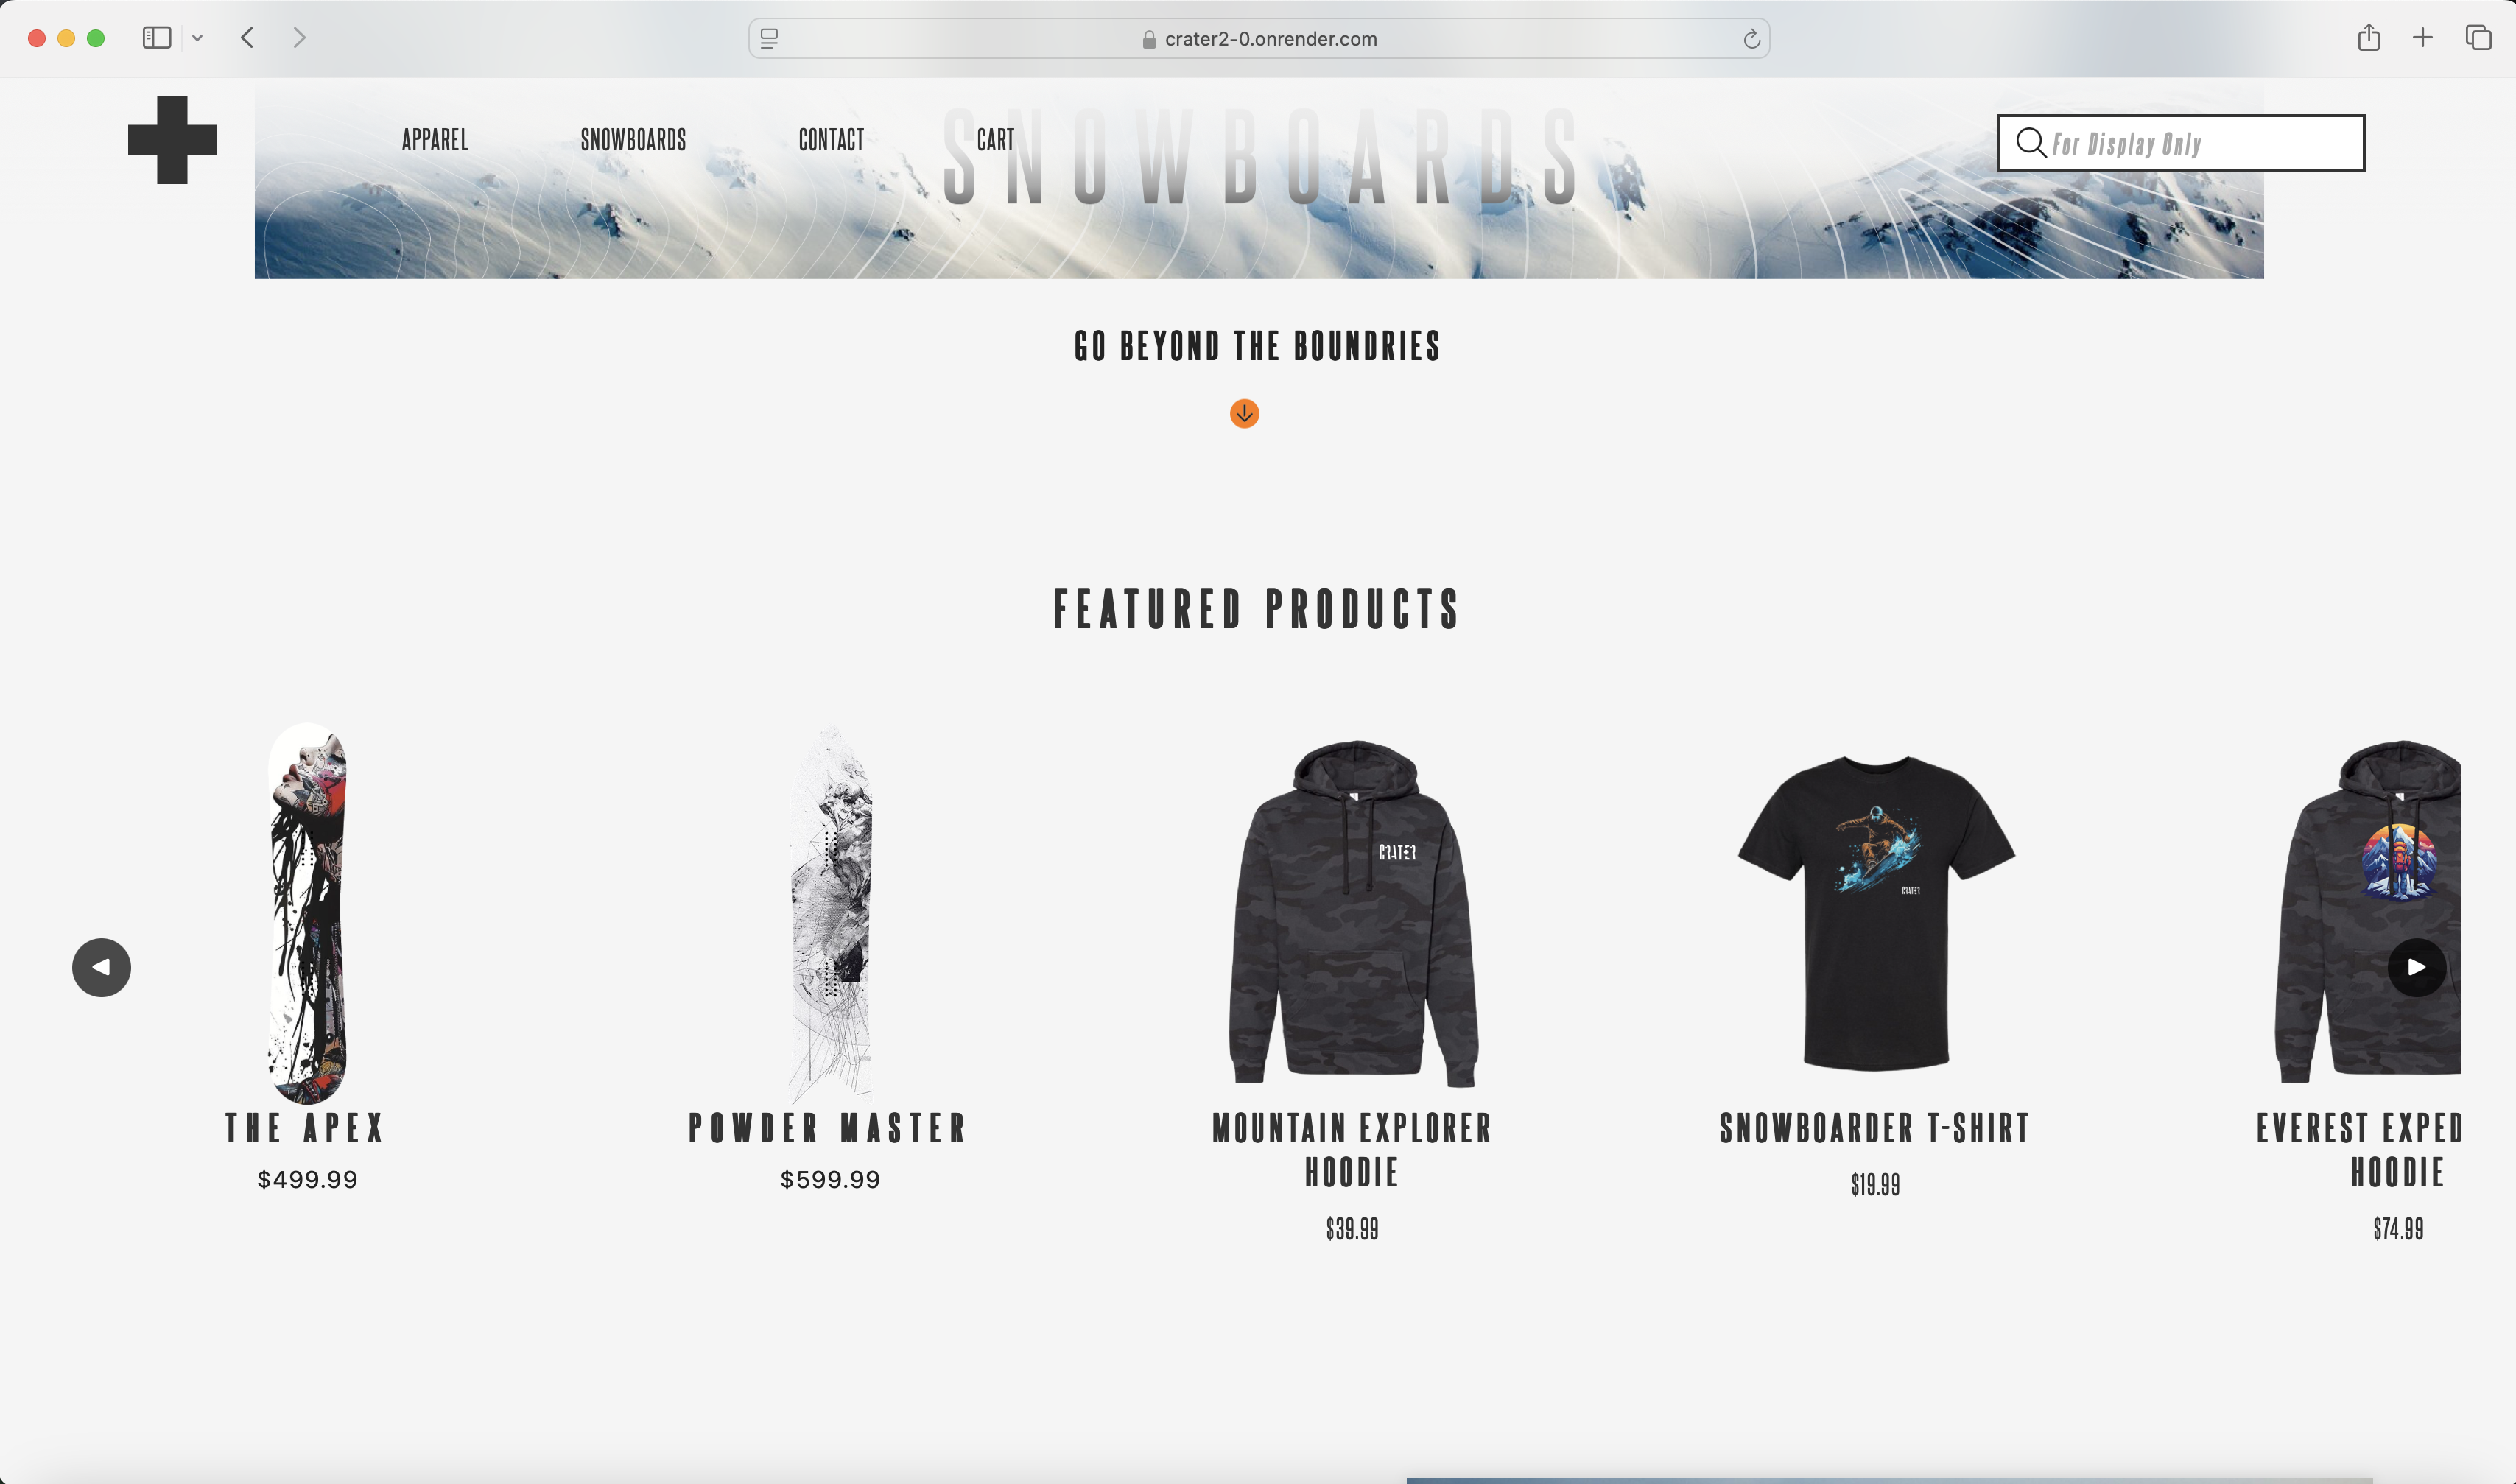 crater2-0.onrender.com
APPAREL SNOWBOARDS CONTACT CART
SNOWBOARDS
For Display Only
GO BEYOND THE BOUNDRIES
FEATURED PRODUCTS
CRATER
CRATER
THE APEX
$499.99
POWDER MASTER
$599.99
MOUNTAIN EXPLORER
HOODIE
$39.99
SNOWBOARDER T-SHIRT
$19.99
EVEREST EXPED
HOODIE
$74.99